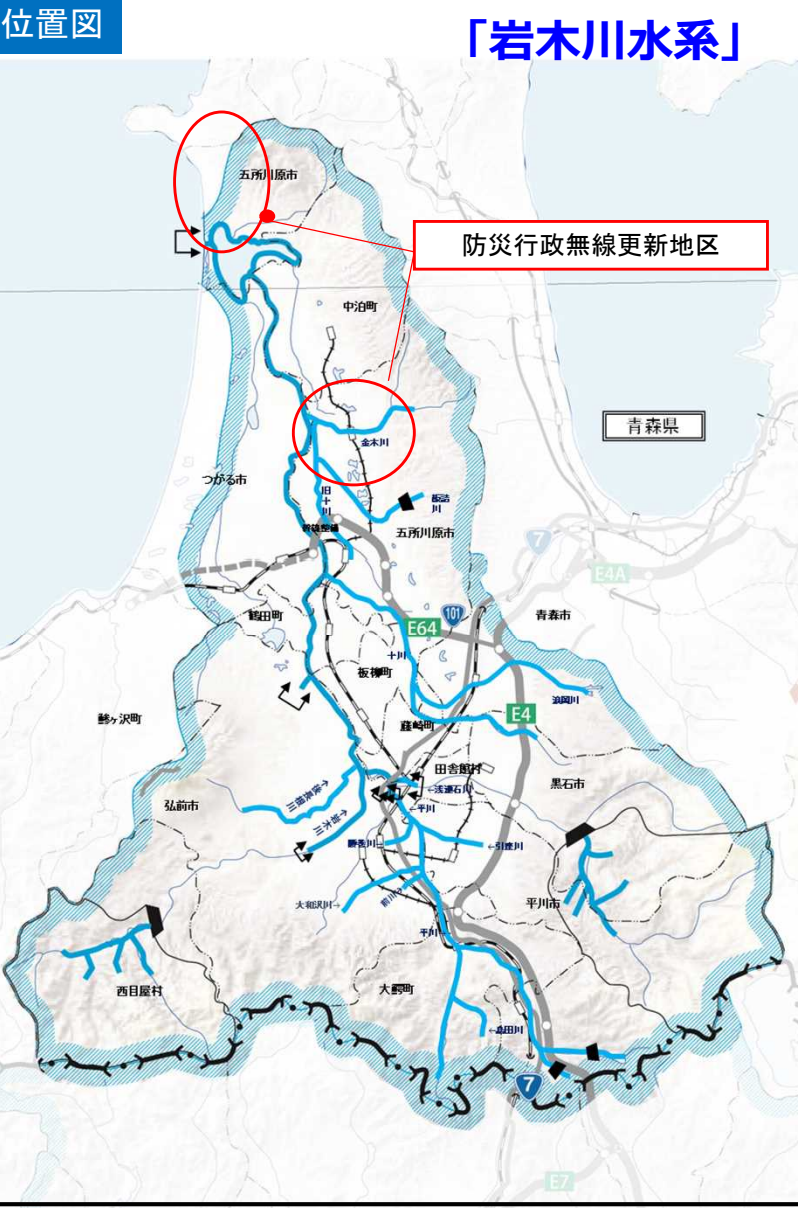 位置図
「岩木川水系」
五所川原市
防災行政無線更新地区
中泊町
青森県
金木川
つがる市
旧十川
五所川原市
7
E4A
鶴田町
101
青森市
E64
十川
板柳町
浪岡川
鰺ヶ沢町
E4
藤崎町
田舎館村
黒石市
←浅瀬石川
弘前市
↑後長根川
↑岩木川
←平川
←引座川
大和沢川→
平川市
平川→
西目屋村
大鰐町
7
E7